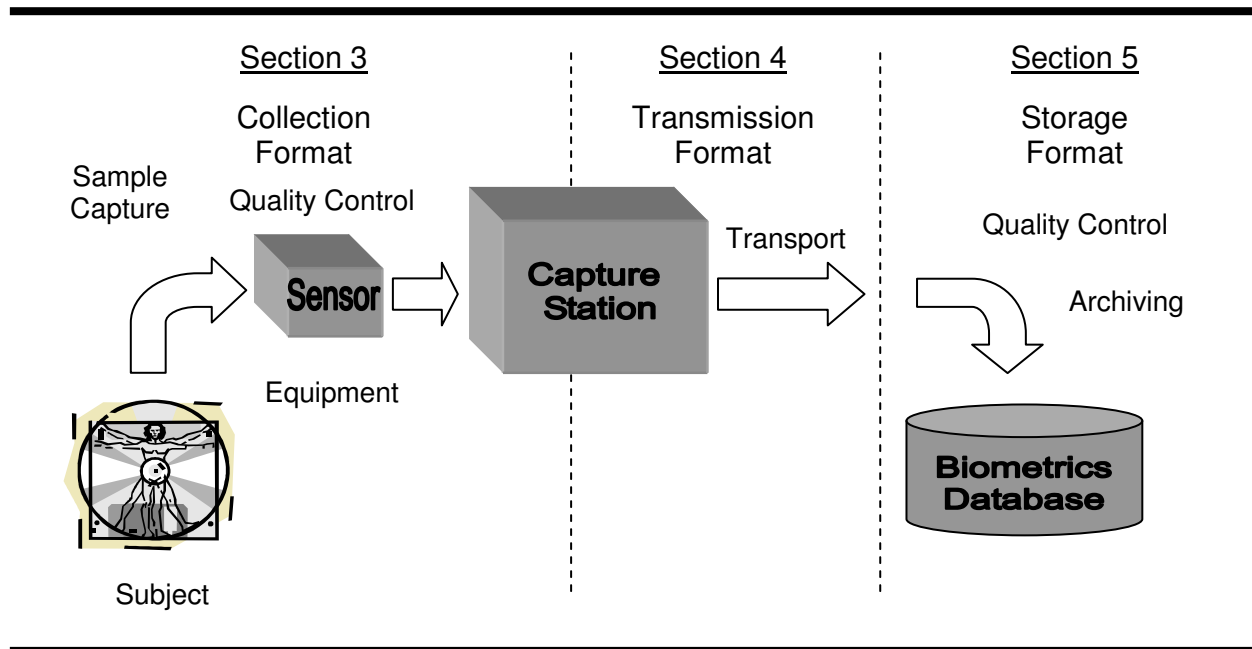 Section 3
Section 4
Section 5
Collection
Format
Transmission
Format
Storage
Format
Sample
Capture
Quality Control
Quality Control
Transport
Sensor
Capture
Station
Archiving
Equipment
Biometrics
Database
Subject